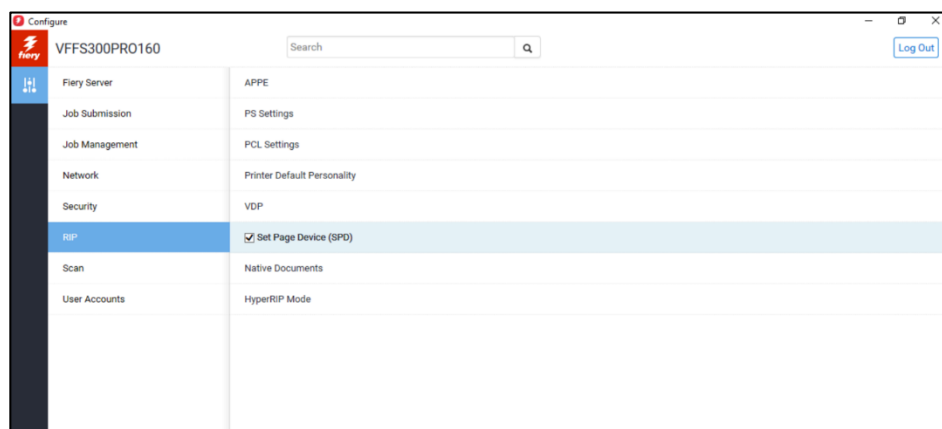 Configure
fiery
VFFS300PRO160
Search
Log Out
Fiery Server
Job Submission
Job Management
Network
Security
RIP
Scan
User Accounts
APPE
PS Settings
PCL Settings
Printer Default Personality
VDP
Set Page Device (SPD)
Native Documents
HyperRIP Mode